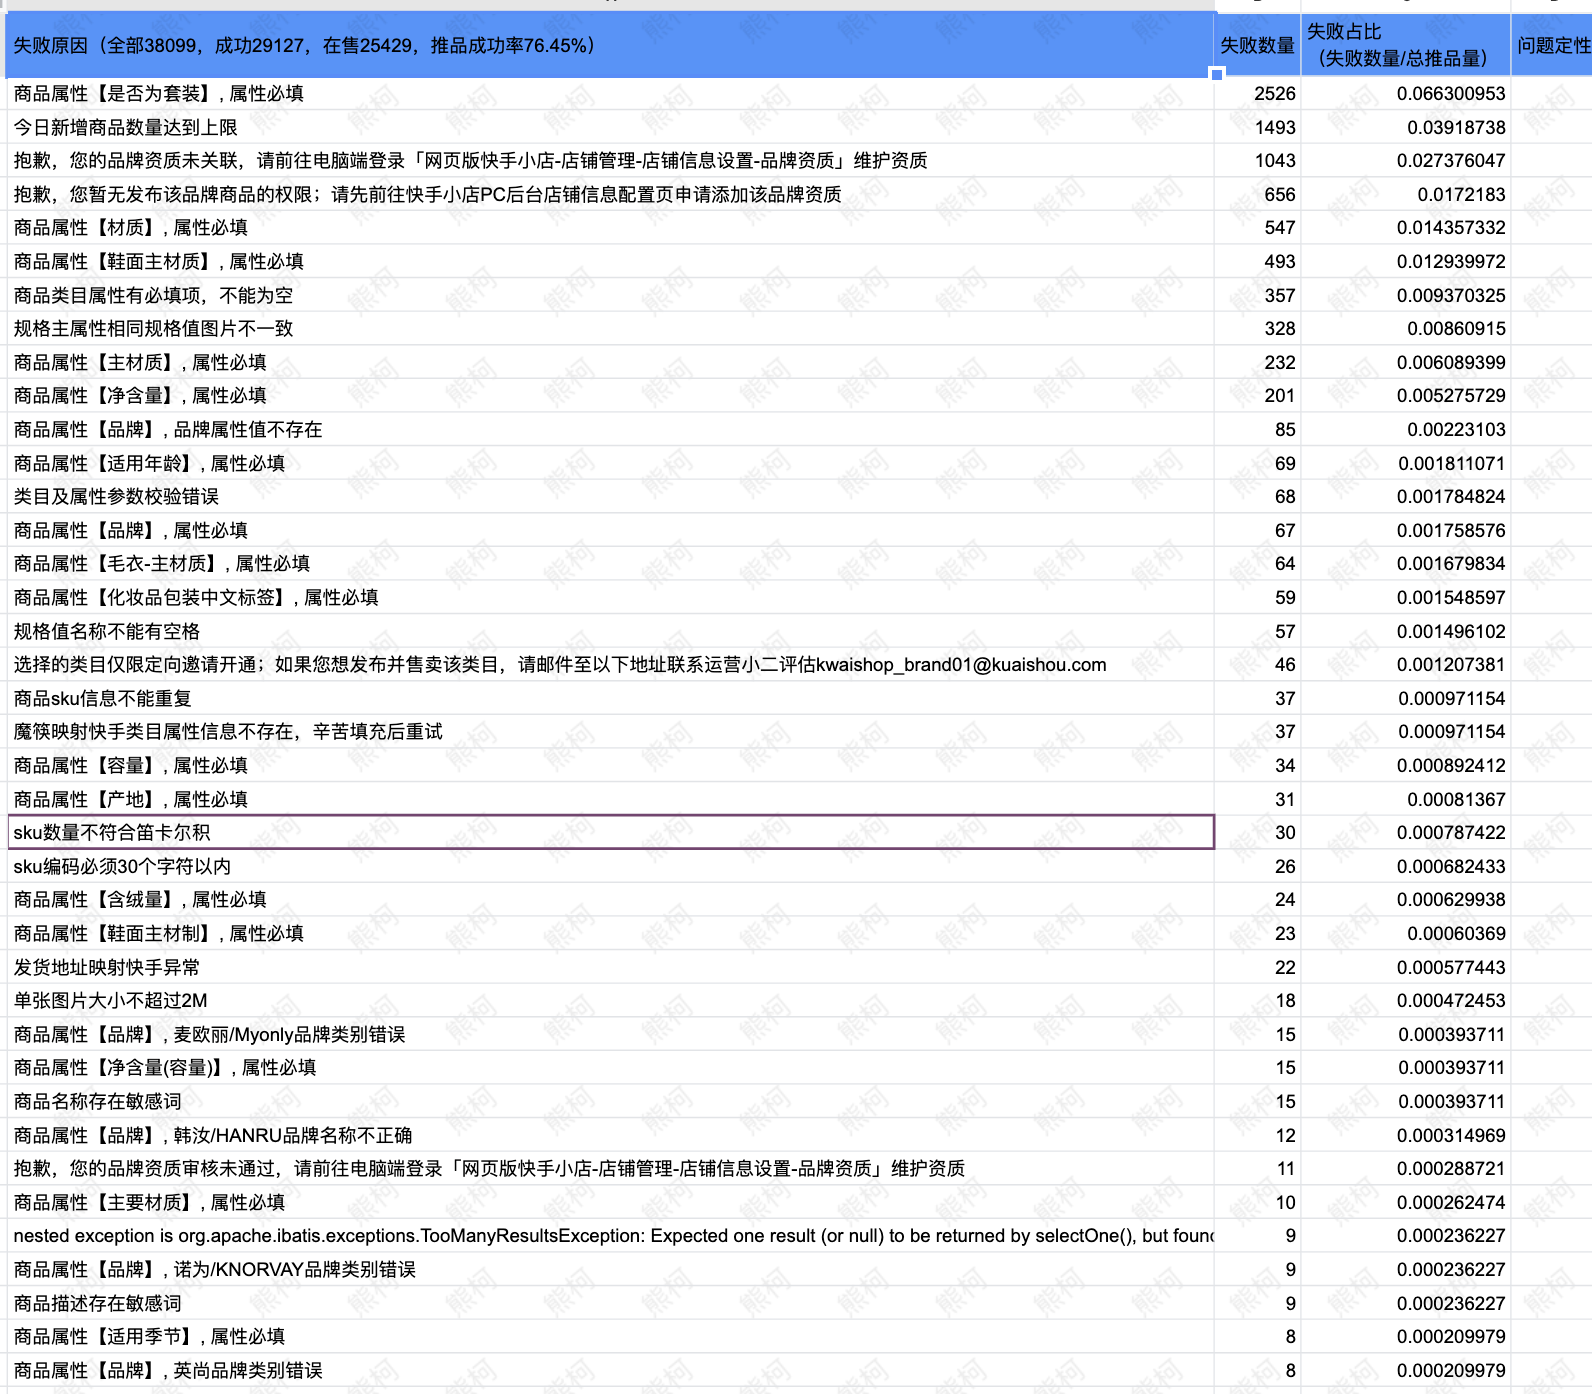 失败原因（全部38099，成功29127，在售25429，推品成功率76.45%） 失败数量 失败占比（失败数量/总推品量） 问题定性
商品属性【是否为套装】, 属性必填 2526 0.066300953
今日新增商品数量达到上限 1493 0.03918738
抱歉，您的品牌资质未关联，请前往电脑端登录「网页版快手小店-店铺管理-店铺信息设置-品牌资质」维护资质 1043 0.027376047
抱歉，您暂无发布该品牌商品的权限；请先前往快手小店PC后台店铺信息配置页申请添加该品牌资质 656 0.0172183
商品属性【材质】, 属性必填 547 0.014357332
商品属性【鞋面主材质】, 属性必填 493 0.012939972
商品类目属性有必填项，不能为空 357 0.009370325
规格主属性相同规格值图片不一致 328 0.00860915
商品属性【主材质】, 属性必填 232 0.006089399
商品属性【净含量】, 属性必填 201 0.005275729
商品属性【品牌】, 品牌属性值不存在 85 0.00223103
商品属性【适用年龄】, 属性必填 69 0.001811071
类目及属性参数校验错误 68 0.001784824
商品属性【品牌】, 属性必填 67 0.001758576
商品属性【毛衣-主材质】, 属性必填 64 0.001679834
商品属性【化妆品包装中文标签】, 属性必填 59 0.001548597
规格值名称不能有空格 57 0.001496102
选择的类目仅限定向邀请开通；如果您想发布并售卖该类目，请邮件至以下地址联系运营小二评估kwaishop_brand01@kuaishou.com 46 0.001207381
商品sku信息不能重复 37 0.000971154
魔筷映射快手类目属性信息不存在，辛苦填充后重试 37 0.000971154
商品属性【容量】, 属性必填 34 0.000892412
商品属性【产地】, 属性必填 31 0.00081367
sku数量不符合笛卡尔积 30 0.000787422
sku编码必须30个字符以内 26 0.000682433
商品属性【含绒量】, 属性必填 24 0.000629938
商品属性【鞋面主材制】, 属性必填 23 0.00060369
发货地址映射快手异常 22 0.000577443
单张图片大小不超过2M 18 0.000472453
商品属性【品牌】, 麦欧丽/Myonly品牌类别错误 15 0.000393711
商品属性【净含量(容量)】, 属性必填 15 0.000393711
商品名称存在敏感词 15 0.000393711
商品属性【品牌】, 韩汝/HANRU品牌名称不正确 12 0.000314969
抱歉，您的品牌资质审核未通过，请前往电脑端登录「网页版快手小店-店铺管理-店铺信息设置-品牌资质」维护资质 11 0.000288721
商品属性【主要材质】, 属性必填 10 0.000262474
nested exception is org.apache.ibatis.exceptions.TooManyResultsException: Expected one result (or null) to be returned by selectOne(), but found 9 0.000236227
商品属性【品牌】, 诺为/KNORVAY品牌类别错误 9 0.000236227
商品描述存在敏感词 9 0.000236227
商品属性【适用季节】, 属性必填 8 0.000209979
商品属性【品牌】, 英尚品牌类别错误 8 0.000209979
熊柯